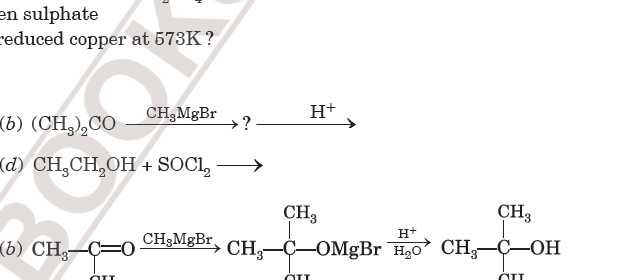 en sulphate
reduced copper at 573K?
(b) (CH₃)₂CO —CH₃MgBr→ ? —H⁺→
(d) CH₃CH₂OH + SOCl₂ →
CH₃ CH₃
(b) CH₃—C=O —CH₃MgBr→ CH₃—C—OMgBr —H⁺/H₂O→ CH₃—C—OH